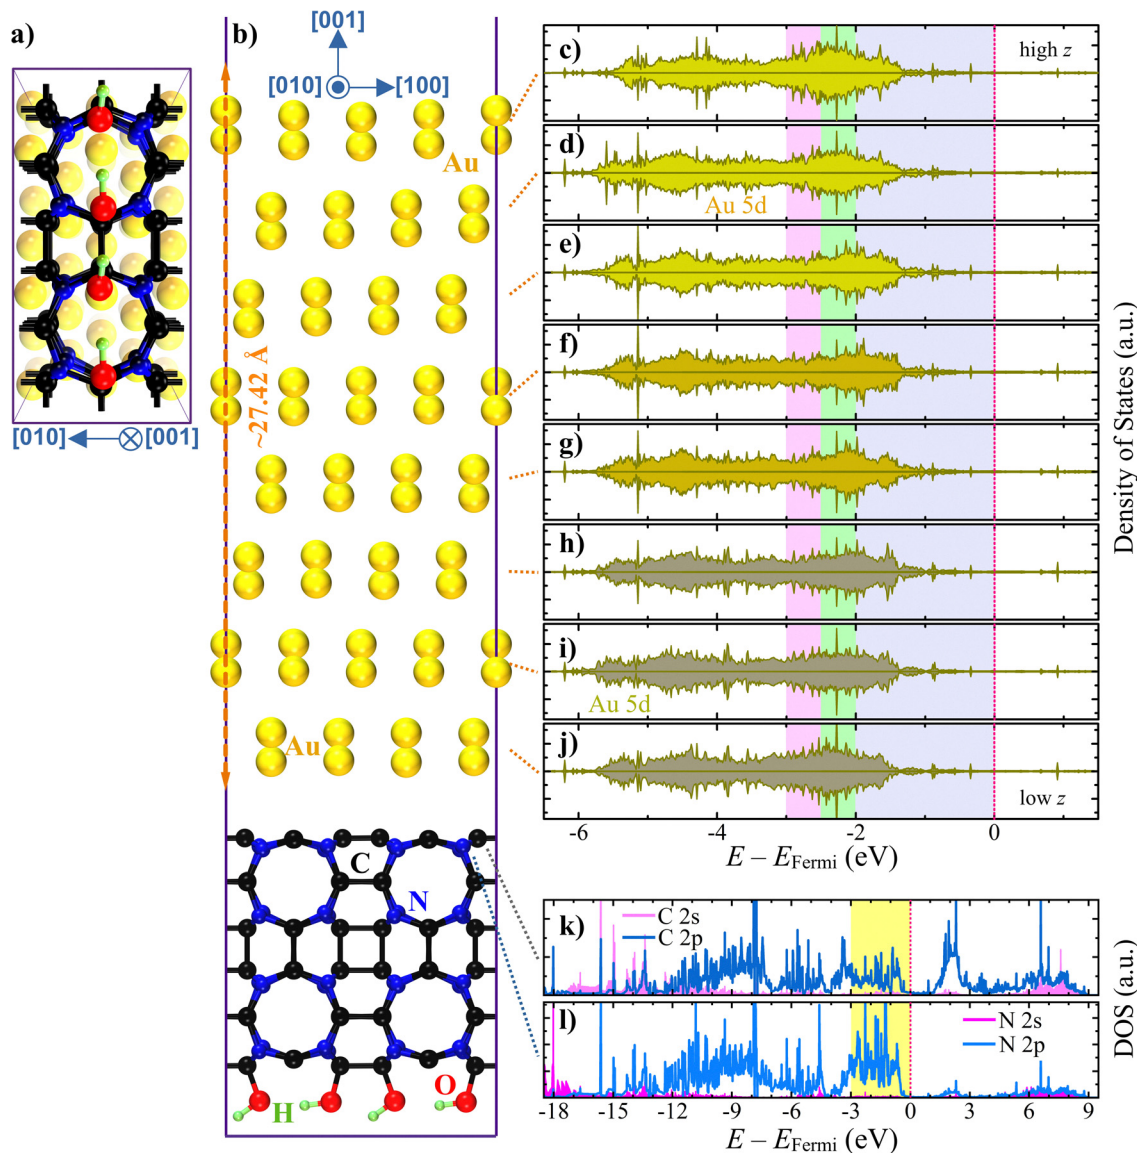 a)
[010]
[001]
b)
[001]
[010]
[100]
Au
~27.42 Å
Au
C
N
O
H
c)
high z
d)
Au 5d
e)
f)
g)
h)
i)
Au 5d
j)
low z
-6
-4
-2
0
E – EFermi (eV)
Density of States (a.u.)
k)
C 2s
C 2p
l)
N 2s
N 2p
-18
-15
-12
-9
-6
-3
0
3
6
9
E – EFermi (eV)
DOS (a.u.)